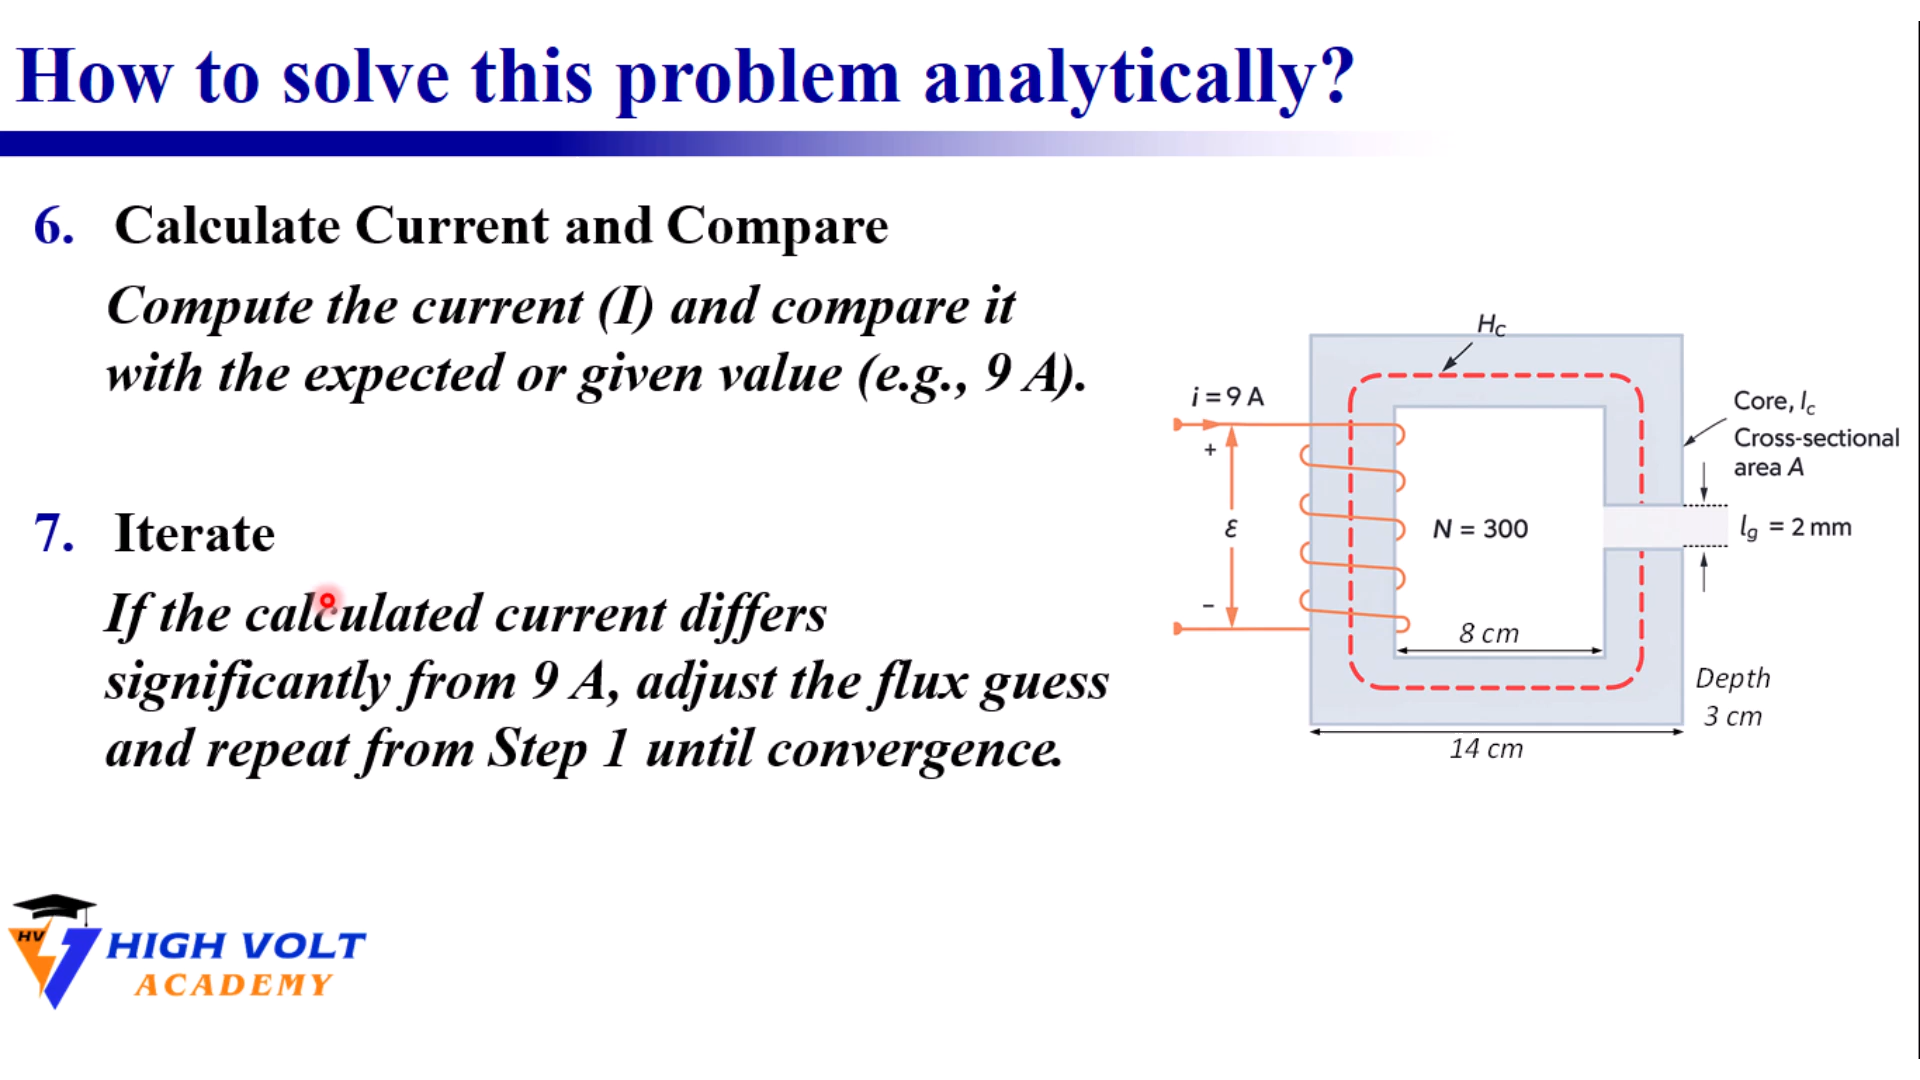 How to solve this problem analytically?
6. Calculate Current and Compare
Compute the current (I) and compare it
with the expected or given value (e.g., 9 A).
7. Iterate
If the calculated current differs
significantly from 9 A, adjust the flux guess
and repeat from Step 1 until convergence.
Hc
i = 9 A
+
ε
−
N = 300
8 cm
14 cm
Core, lc
Cross-sectional
area A
lg = 2 mm
Depth
3 cm
HV
HIGH VOLT
ACADEMY